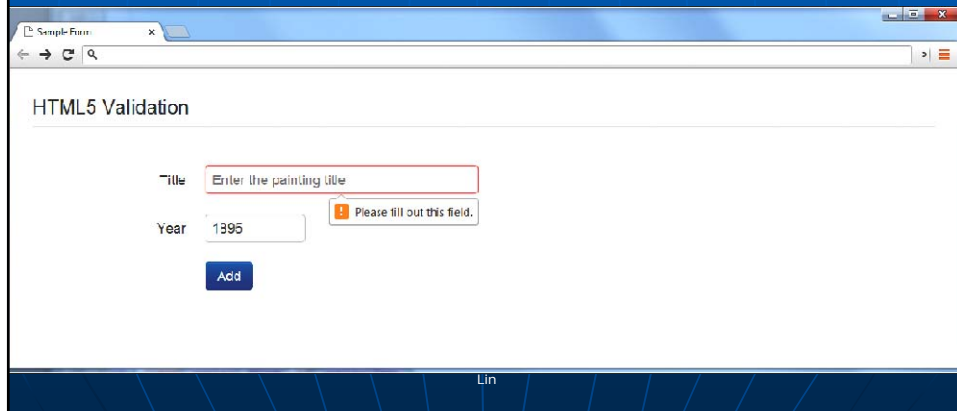 Sample Form
HTML5 Validation
Title
Enter the painting title
Please fill out this field.
Year
1895
Add
Lin